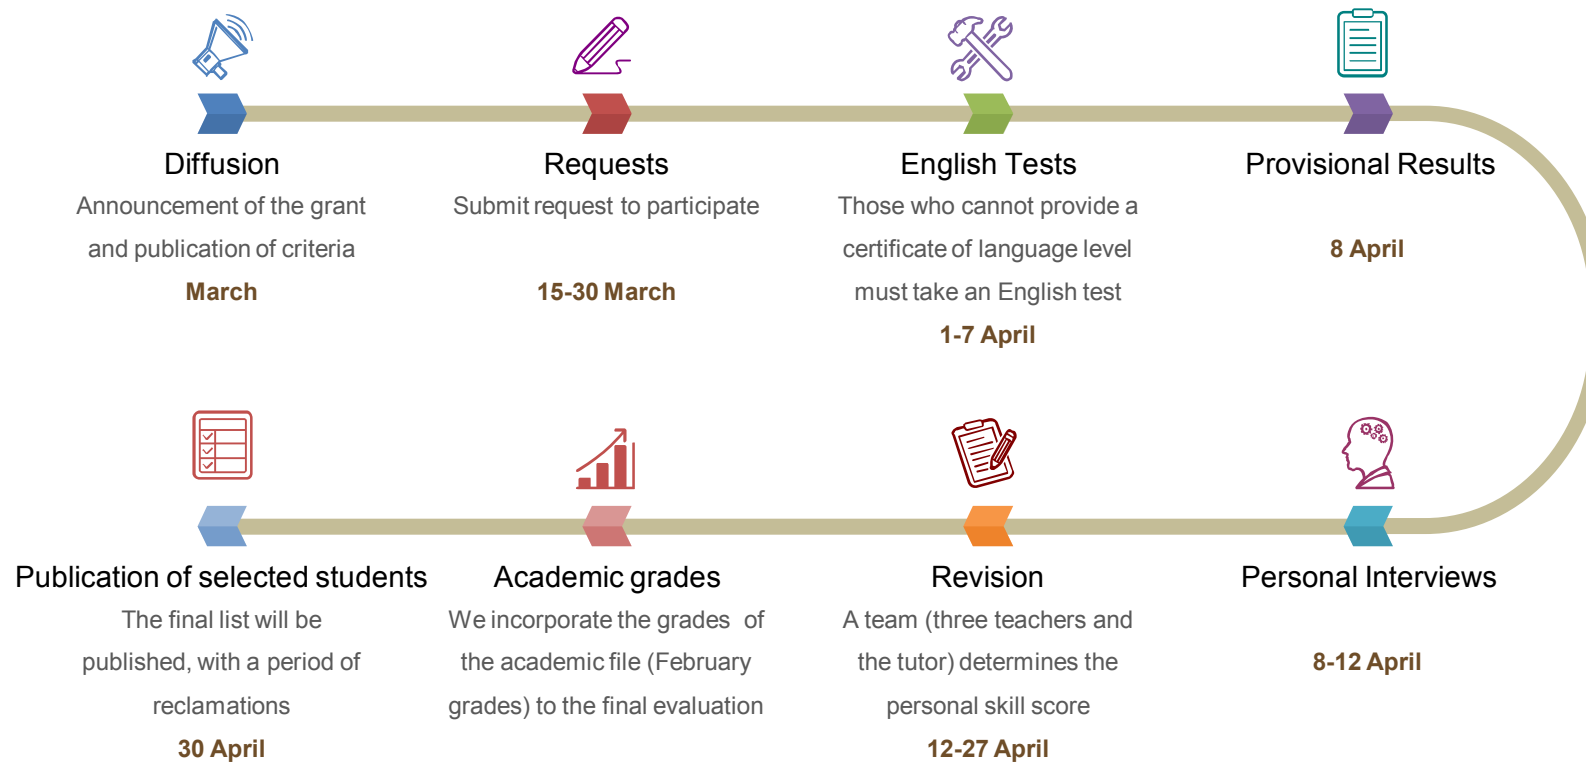 Diffusion
Announcement of the grant
and publication of criteria
March
Requests
Submit request to participate
15-30 March
English Tests
Those who cannot provide a
certificate of language level
must take an English test
1-7 April
Provisional Results
8 April
Personal Interviews
8-12 April
Revision
A team (three teachers and
the tutor) determines the
personal skill score
12-27 April
Academic grades
We incorporate the grades of
the academic file (February
grades) to the final evaluation
Publication of selected students
The final list will be
published, with a period of
reclamations
30 April